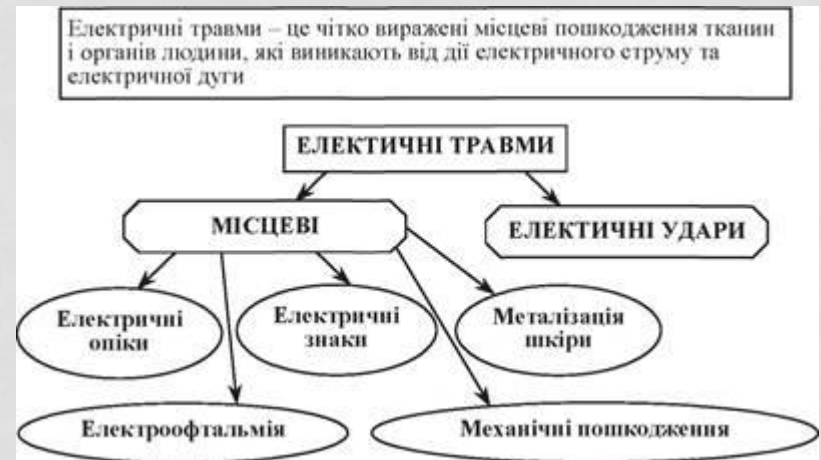 Електричні травми – це чітко виражені місцеві пошкодження тканин
і органів людини, які виникають від дії електричного струму та
електричної дуги
ЕЛЕКТИЧНІ ТРАВМИ
МІСЦЕВІ
ЕЛЕКТИЧНІ УДАРИ
Електричні
опіки
Електричні
знаки
Металізація
шкіри
Електроофтальмія
Механічні пошкодження